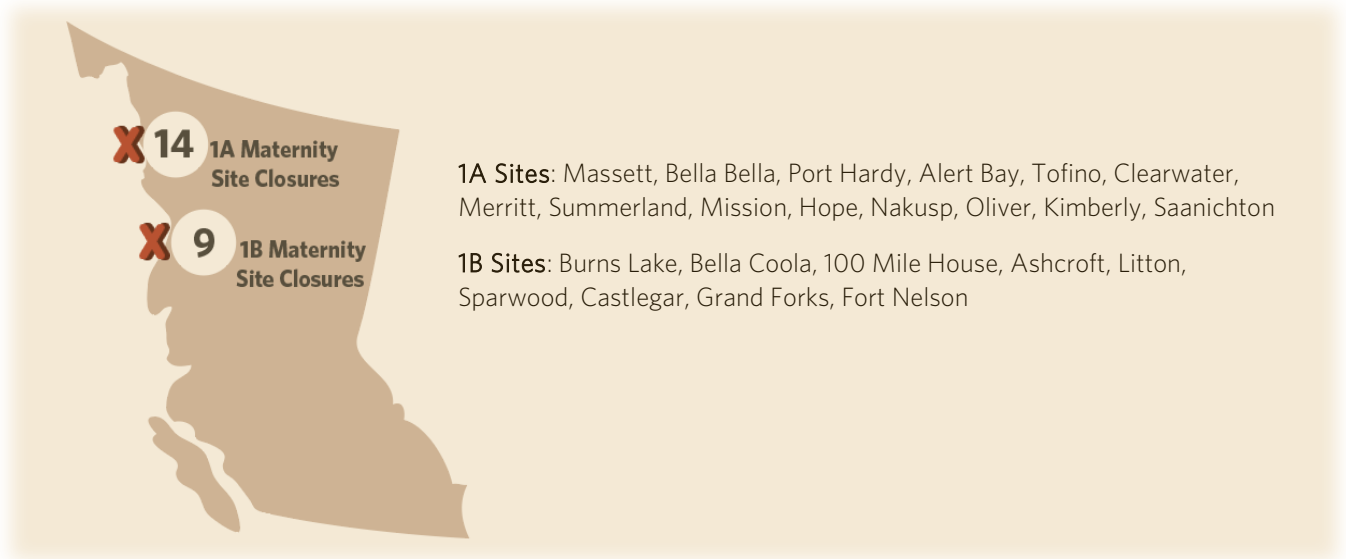 X 14 1A Maternity
Site Closures
X 9 1B Maternity
Site Closures
1A Sites: Massett, Bella Bella, Port Hardy, Alert Bay, Tofino, Clearwater,
Merritt, Summerland, Mission, Hope, Nakusp, Oliver, Kimberly, Saanichton
1B Sites: Burns Lake, Bella Coola, 100 Mile House, Ashcroft, Litton,
Sparwood, Castlegar, Grand Forks, Fort Nelson